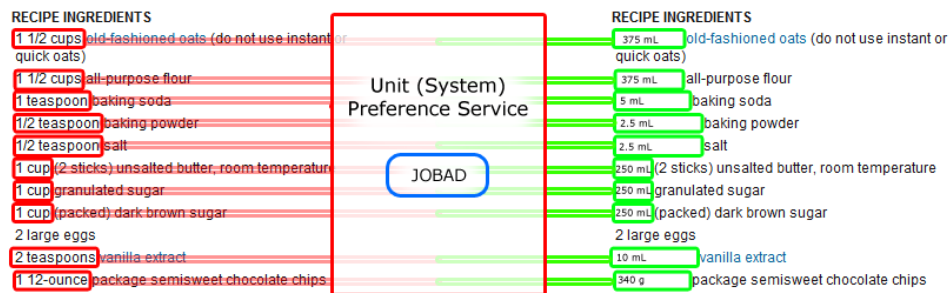 RECIPE INGREDIENTS
1 1/2 cups old-fashioned oats (do not use instant or
quick oats)
1 1/2 cups all-purpose flour
1 teaspoon baking soda
1/2 teaspoon baking powder
1/2 teaspoon salt
1 cup (2 sticks) unsalted butter, room temperature
1 cup granulated sugar
1 cup (packed) dark brown sugar
2 large eggs
2 teaspoons vanilla extract
1 12-ounce package semisweet chocolate chips
Unit (System)
Preference Service
JOBAD
RECIPE INGREDIENTS
375 mL old-fashioned oats (do not use instant or
quick oats)
375 mL all-purpose flour
5 mL baking soda
2.5 mL baking powder
2.5 mL salt
250 mL (2 sticks) unsalted butter, room temperature
250 mL granulated sugar
250 mL (packed) dark brown sugar
2 large eggs
10 mL vanilla extract
340 g package semisweet chocolate chips